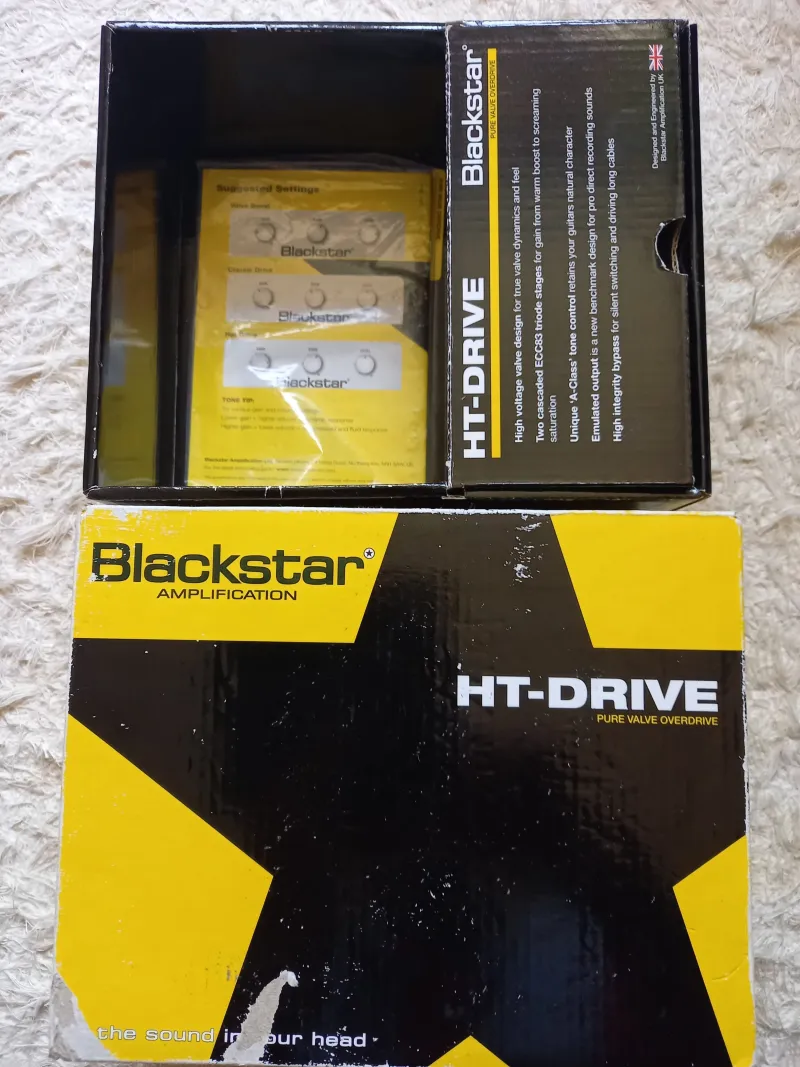 Suggested Settings
Blackstar
Classic Drive
Blackstar
Blackstar
TONE TIP:
HT-DRIVE
Blackstar
PURE VALVE OVERDRIVE
High voltage valve design for true valve dynamics and feel
Two cascaded ECC83 triode stages for gain from warm boost to screaming
saturation
Unique 'A-Class' tone control retains your guitars natural character
Emulated output is a new benchmark design for pro direct recording sounds
High integrity bypass for silent switching and driving long cables
Designed and Engineered by
Blackstar Amplification UK
Blackstar
AMPLIFICATION
HT-DRIVE
PURE VALVE OVERDRIVE
the sound in your head